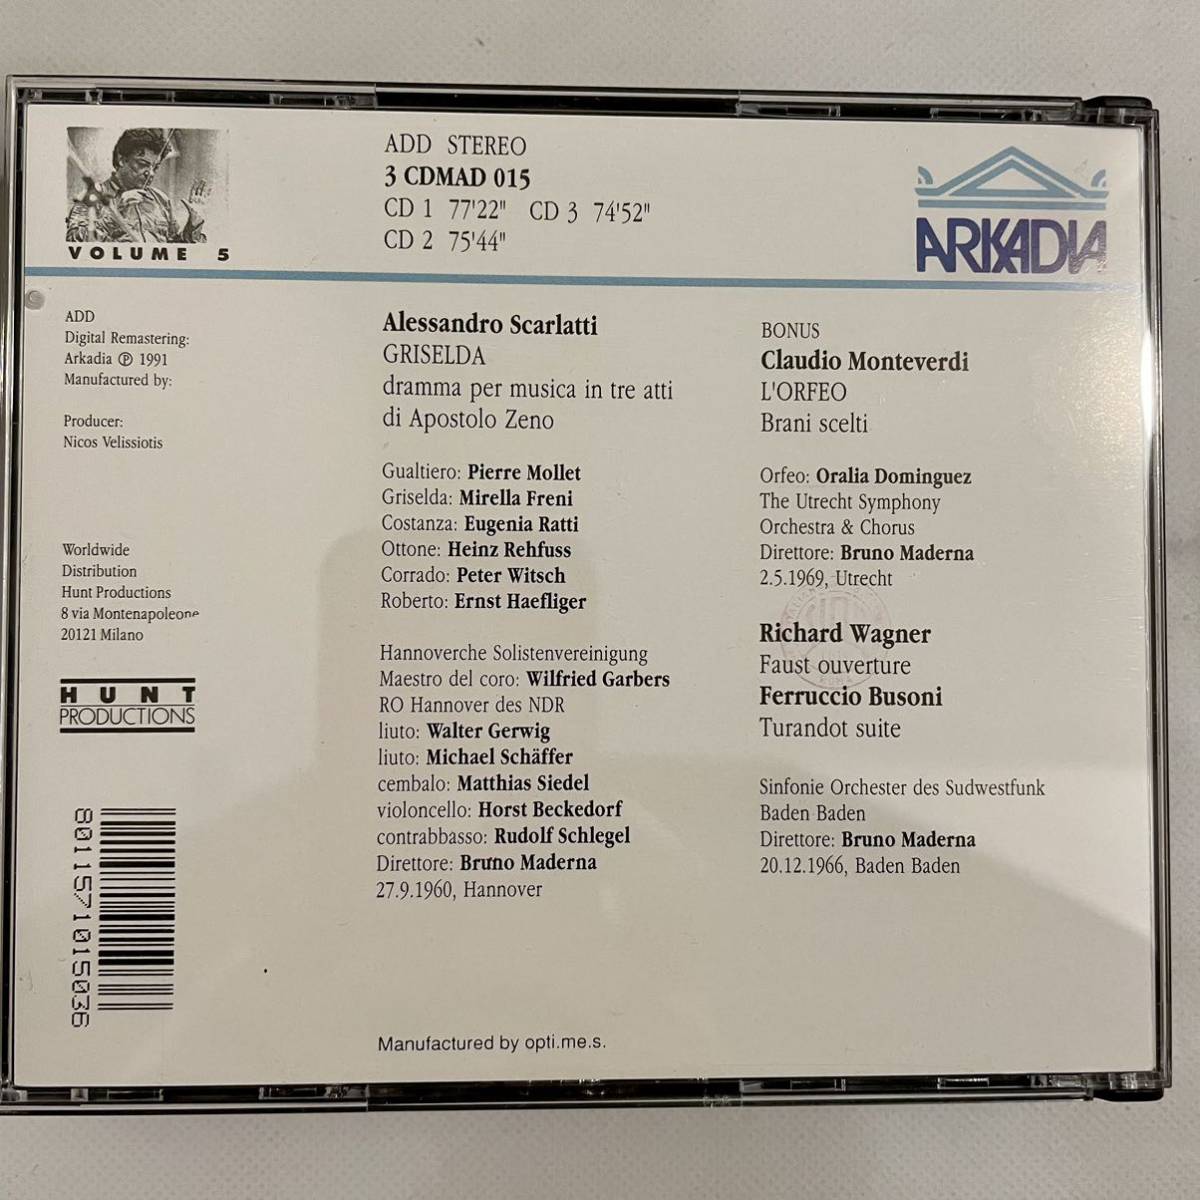 VOLUME 5
ADD STEREO
3 CDMAD 015
CD 1 77'22" CD 3 74'52"
CD 2 75'44"
ARKADIA
ADD
Digital Remastering:
Arkadia ℗ 1991
Manufactured by:
Producer:
Nicos Velissiotis
Worldwide
Distribution
Hunt Productions
8 via Montenapoleone
20121 Milano
HUNT
PRODUCTIONS
8011571015036
Alessandro Scarlatti
GRISELDA
dramma per musica in tre atti
di Apostolo Zeno
Gualtiero: Pierre Mollet
Griselda: Mirella Freni
Costanza: Eugenia Ratti
Ottone: Heinz Rehfuss
Corrado: Peter Witsch
Roberto: Ernst Haefliger
Hannoverche Solistenvereinigung
Maestro del coro: Wilfried Garbers
RO Hannover des NDR
liuto: Walter Gerwig
liuto: Michael Schäffer
cembalo: Matthias Siedel
violoncello: Horst Beckedorf
contrabbasso: Rudolf Schlegel
Direttore: Bruno Maderna
27.9.1960, Hannover
BONUS
Claudio Monteverdi
L'ORFEO
Brani scelti
Orfeo: Oralia Dominguez
The Utrecht Symphony
Orchestra & Chorus
Direttore: Bruno Maderna
2.5.1969, Utrecht
Richard Wagner
Faust ouverture
Ferruccio Busoni
Turandot suite
Sinfonie Orchester des Sudwestfunk
Baden Baden
Direttore: Bruno Maderna
20.12.1966, Baden Baden
Manufactured by opti.me.s.